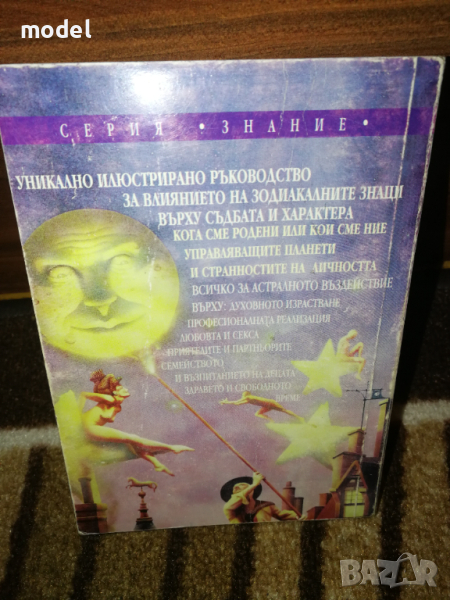 model
СЕРИЯ • ЗНАНИЕ •
УНИКАЛНО ИЛЮСТРИРАНО РЪКОВОДСТВО
ЗА ВЛИЯНИЕТО НА ЗОДИАКАЛНИТЕ ЗНАЦИ
ВЪРХУ СЪДБАТА И ХАРАКТЕРА
КОГА СМЕ РОДЕНИ ИЛИ КОИ СМЕ НИЕ
УПРАВЛЯВАЩИТЕ ПЛАНЕТИ
И СТРАННОСТИТЕ НА ЛИЧНОСТТА
ВСИЧКО ЗА АСТРАЛНОТО ВЪЗДЕЙСТВИЕ
ВЪРХУ: ДУХОВНОТО ИЗРАСТВАНЕ
ПРОФЕСИОНАЛНАТА РЕАЛИЗАЦИЯ
ЛЮБОВТА И СЕКСА
ПРИЯТЕЛИТЕ И ПАРТНЬОРИТЕ
СЕМЕЙСТВОТО
И ВЪЗПИТАНИЕТО НА ДЕЦАТА
ЗДРАВЕТО И СВОБОДНОТО
ВРЕМЕ
BAZAR